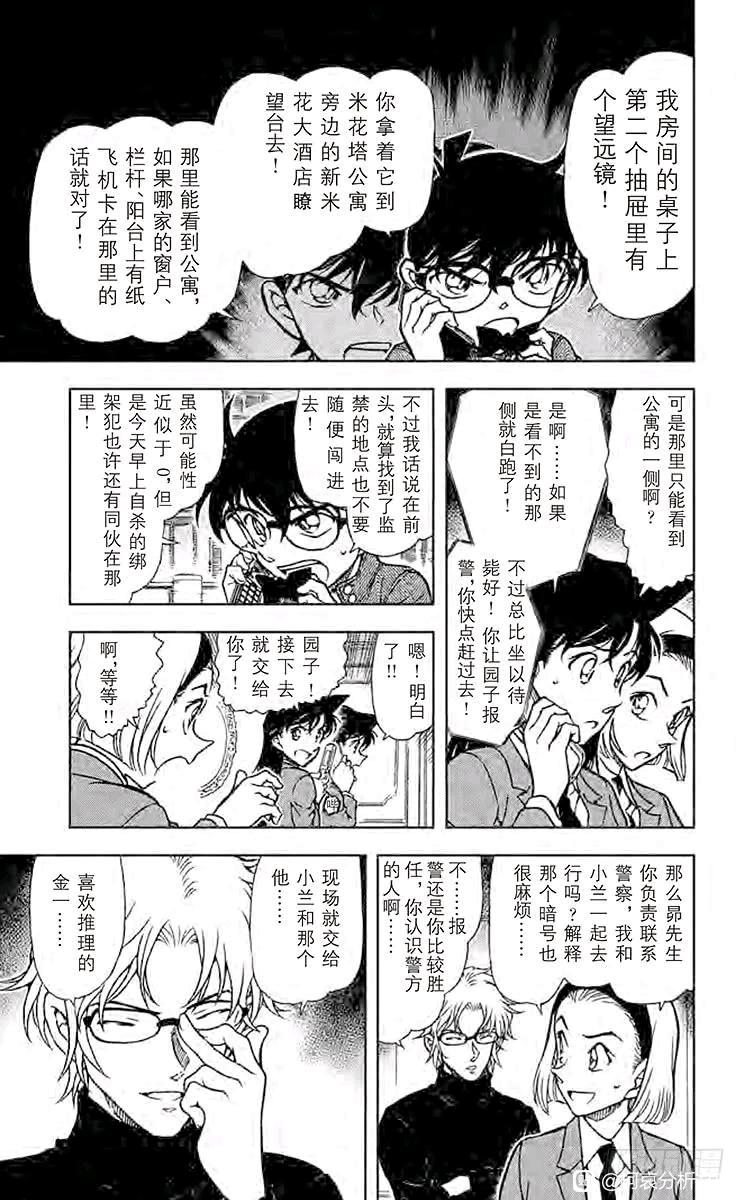 我房间的桌子上
第二个抽屉里有
个望远镜！
你拿着它到
米花塔公寓
旁边的新米
花大酒店瞭
望台去！
那里能看到公寓，
如果哪家的窗户、
栏杆、阳台上有纸
飞机卡在那里的
话就对了！
可是那里只能看到
公寓的一侧啊？
是啊……如果
是看不到的那
侧就白跑了！
不过总比坐以待
毙好！你让园子报
警，你快点赶过去！
不过我话说在前
头，就算找到了监
禁的地点也不要
随便闯进
去！
虽然可能性
近似于0，但
是今天早上自杀的绑
架犯也许还有同伙在那
里！
嗯！明白
了!!
园子！
接下去
就交给
你了！
啊，等等!!
那么昴先生
你负责联系
警察，我和
小兰一起去
行吗？解释
那个暗号也
很麻烦……
不……报
警还是你比较胜
任，你认识警方
的人啊……
现场就交给
小兰和那个
他……
喜欢推理的
金一……